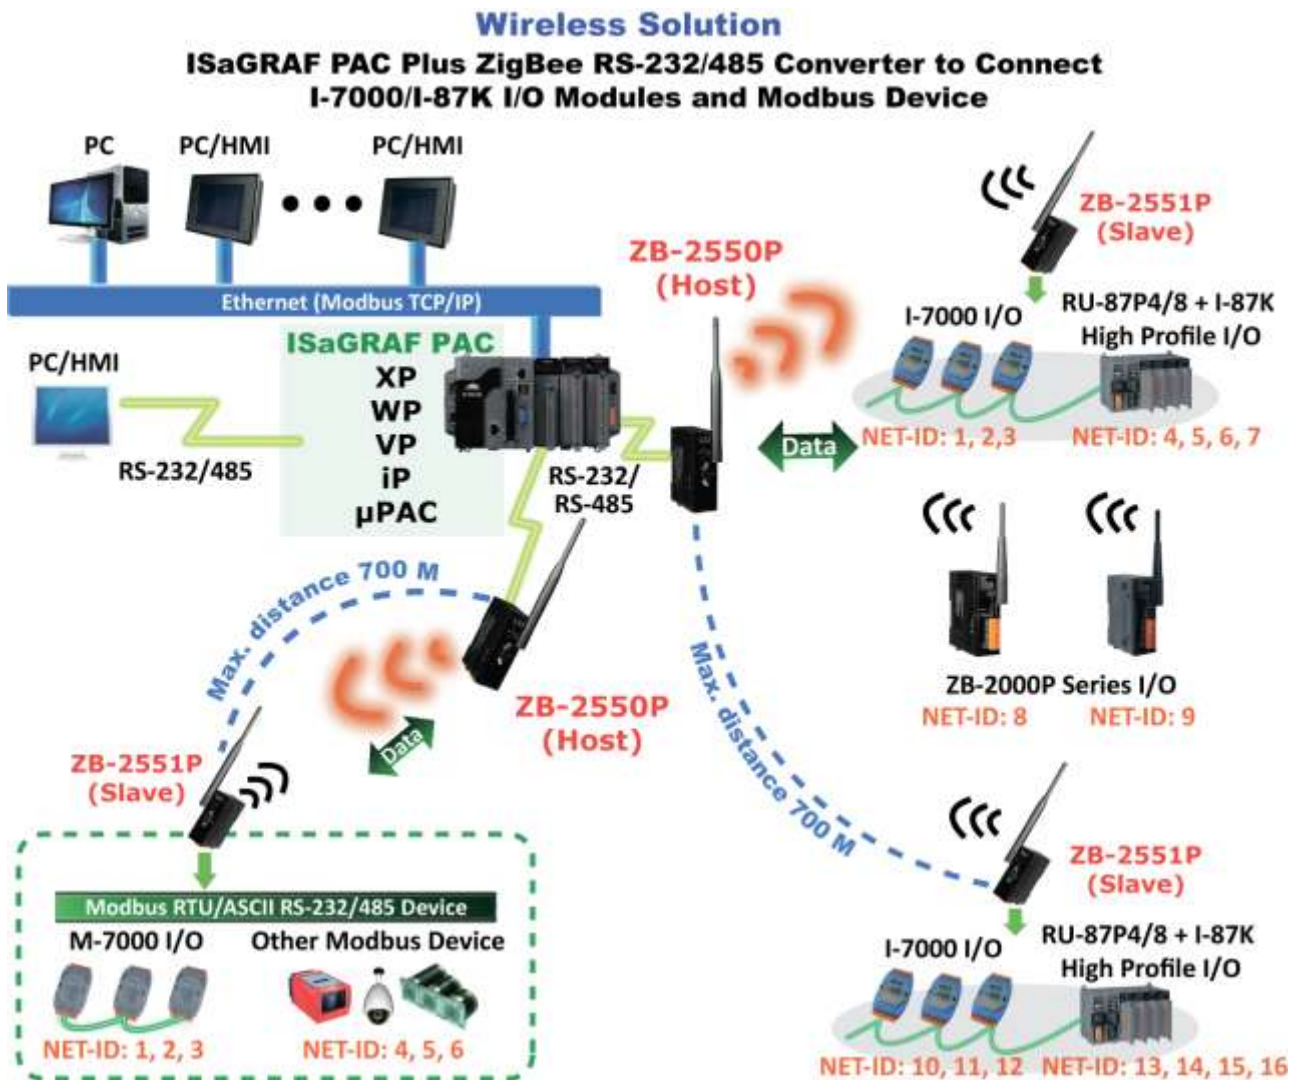 Wireless Solution
ISaGRAF PAC Plus ZigBee RS-232/485 Converter to Connect
I-7000/I-87K I/O Modules and Modbus Device
PC
PC/HMI
PC/HMI
Ethernet (Modbus TCP/IP)
ISaGRAF PAC
XP
WP
VP
iP
µPAC
PC/HMI
RS-232/485
RS-232/
RS-485
ZB-2550P
(Host)
Data
ZB-2551P
(Slave)
I-7000 I/O
RU-87P4/8 + I-87K
High Profile I/O
NET-ID: 1, 2,3
NET-ID: 4, 5, 6, 7
ZB-2000P Series I/O
NET-ID: 8
NET-ID: 9
Max. distance 700 M
Max. distance 700 M
ZB-2550P
(Host)
Data
ZB-2551P
(Slave)
Modbus RTU/ASCII RS-232/485 Device
M-7000 I/O
Other Modbus Device
NET-ID: 1, 2, 3
NET-ID: 4, 5, 6
ZB-2551P
(Slave)
I-7000 I/O
RU-87P4/8 + I-87K
High Profile I/O
NET-ID: 10, 11, 12
NET-ID: 13, 14, 15, 16